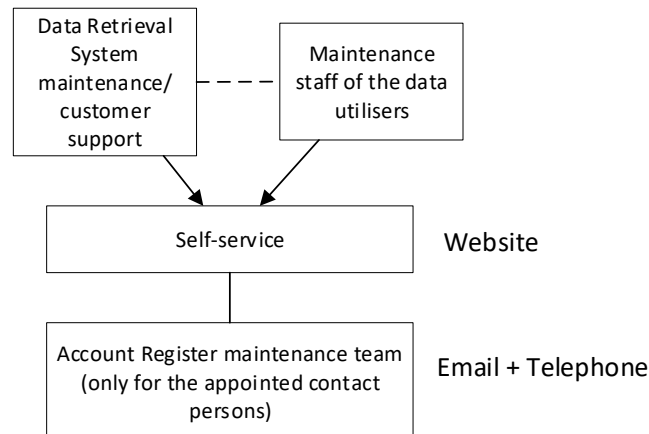 Data Retrieval
System
maintenance/
customer
support
Maintenance
staff of the data
utilisers
Self-service
Website
Account Register maintenance team
(only for the appointed contact
persons)
Email + Telephone